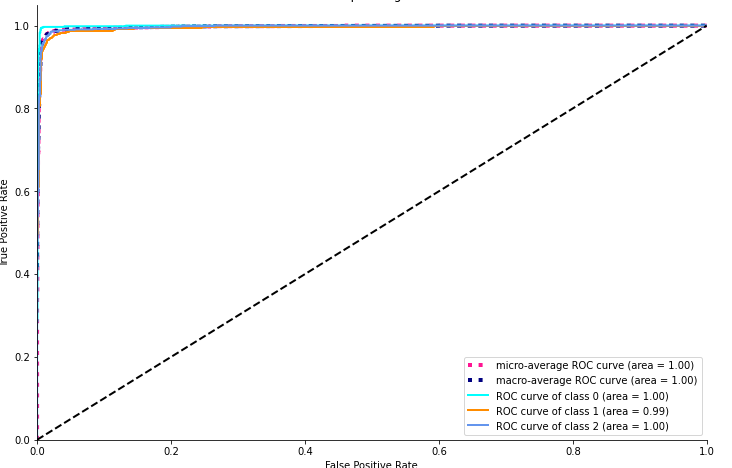 1.0
0.8
0.6
0.4
0.2
0.0
True Positive Rate
0.0 0.2 0.4 0.6 0.8 1.0
False Positive Rate
micro-average ROC curve (area = 1.00)
macro-average ROC curve (area = 1.00)
ROC curve of class 0 (area = 1.00)
ROC curve of class 1 (area = 0.99)
ROC curve of class 2 (area = 1.00)